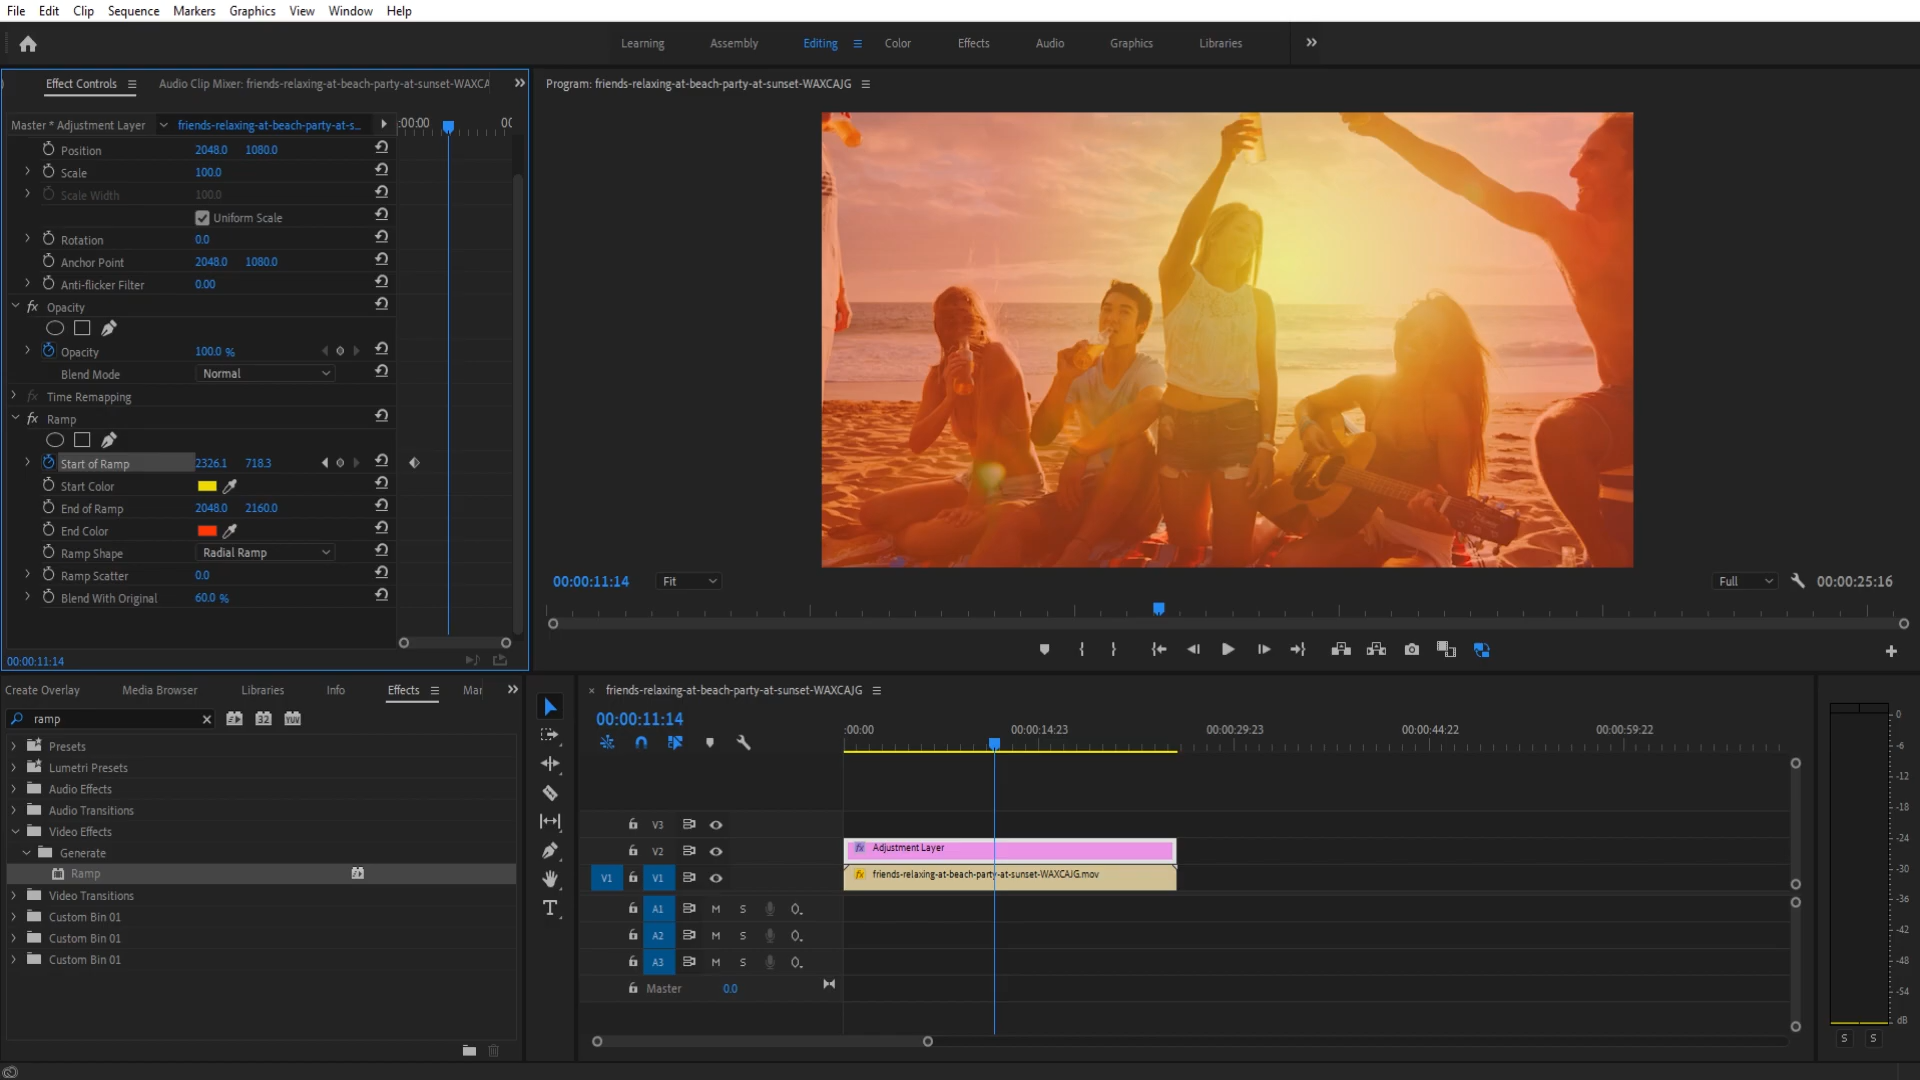 File Edit Clip Sequence Markers Graphics View Window Help
Learning Assembly Editing Color Effects Audio Graphics Libraries
Effect Controls Audio Clip Mixer: friends-relaxing-at-beach-party-at-sunset-WAXCA
Program: friends-relaxing-at-beach-party-at-sunset-WAXCAJG
Master * Adjustment Layer friends-relaxing-at-beach-party-at-s... :00:00 00
Position 2048.0 1080.0
Scale 100.0
Scale Width 100.0
Uniform Scale
Rotation 0.0
Anchor Point 2048.0 1080.0
Anti-flicker Filter 0.00
fx Opacity
Opacity 100.0 %
Blend Mode Normal
fx Time Remapping
fx Ramp
Start of Ramp 2326.1 718.3
Start Color
End of Ramp 2048.0 2160.0
End Color
Ramp Shape Radial Ramp
Ramp Scatter 0.0
Blend With Original 60.0 %
00:00:11:14
00:00:11:14 Fit Full 00:00:25:16
Create Overlay Media Browser Libraries Info Effects Mar
ramp 32 YUV
Presets
Lumetri Presets
Audio Effects
Audio Transitions
Video Effects
Generate
Ramp
Video Transitions
Custom Bin 01
Custom Bin 01
Custom Bin 01
friends-relaxing-at-beach-party-at-sunset-WAXCAJG
00:00:11:14
:00:00 00:00:14:23 00:00:29:23 00:00:44:22 00:00:59:22
V3
V2 fx Adjustment Layer
V1 V1 fx friends-relaxing-at-beach-party-at-sunset-WAXCAJG.mov
A1 M S
A2 M S
A3 M S
Master 0.0
0
-6
-12
-18
-24
-30
-36
-42
-48
-54
dB
S S